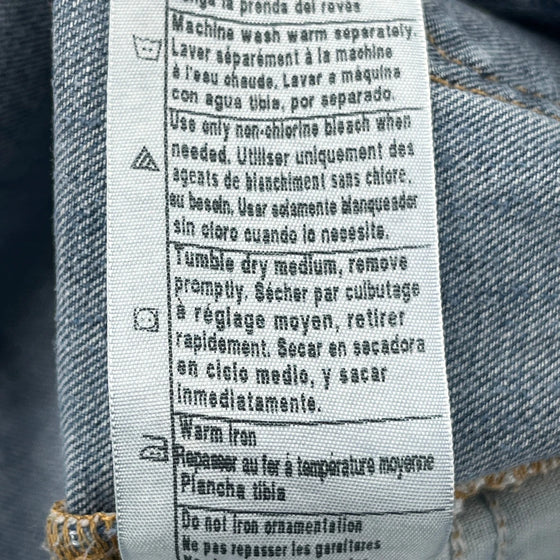 la prenda del revés
Machine wash warm separately.
Laver séparément à la machine
à l'eau chaude. Lavar a máquina
con agua tibia, por separado.
Use only non-chlorine bleach when
needed. Utiliser uniquement des
agents de blanchiment sans chlore,
au besoin. Usar solamente blanqueador
sin cloro cuando lo necesite.
Tumble dry medium, remove
promptly. Sécher par culbutage
à réglage moyen, retirer
rapidement. Secar en secadora
en ciclo medio, y sacar
inmediatamente.
Warm Iron
Repasser au fer à température moyenne
Plancha tibia
Do not iron ornamentation
Ne pas repasser les garnitures